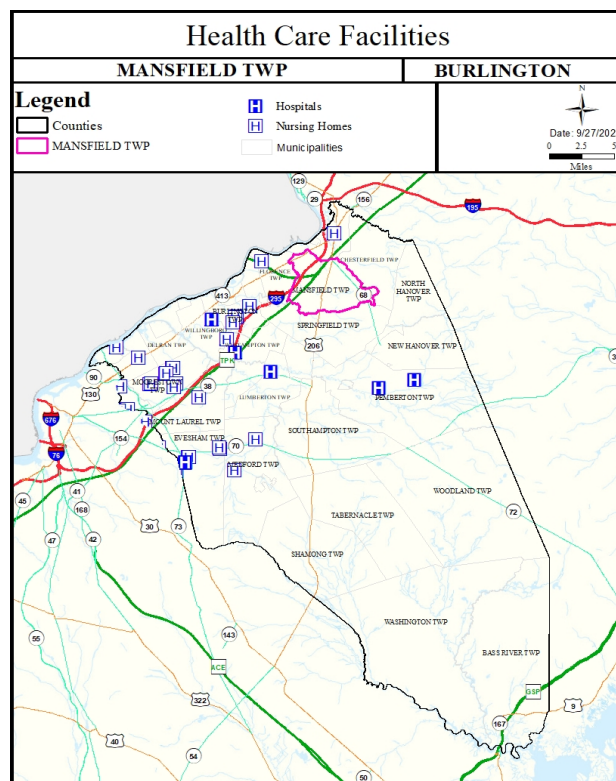 Health Care Facilities
MANSFIELD TWP
BURLINGTON
Legend
Counties
MANSFIELD TWP
Hospitals
Nursing Homes
Municipalities
N
Date: 9/27/202
0 2.5 5
Miles
129
29
156
195
CHESTERFIELD TWP
FLORENCE TWP
MANSFIELD TWP
68
NORTH HANOVER TWP
413
295
WILLINGBORO TWP
SPRINGFIELD TWP
206
NEW HANOVER TWP
DELRAN TWP
TPK
90
130
38
LUMBERTON TWP
PEMBERTON TWP
676
MOUNT LAUREL TWP
154
EVESHAM TWP
70
SOUTHAMPTON TWP
76
MEDFORD TWP
WOODLAND TWP
41
45
168
72
30
73
TABERNACLE TWP
47
42
SHAMONG TWP
WASHINGTON TWP
55
143
BASS RIVER TWP
ACE
GSP
322
9
167
40
54
50